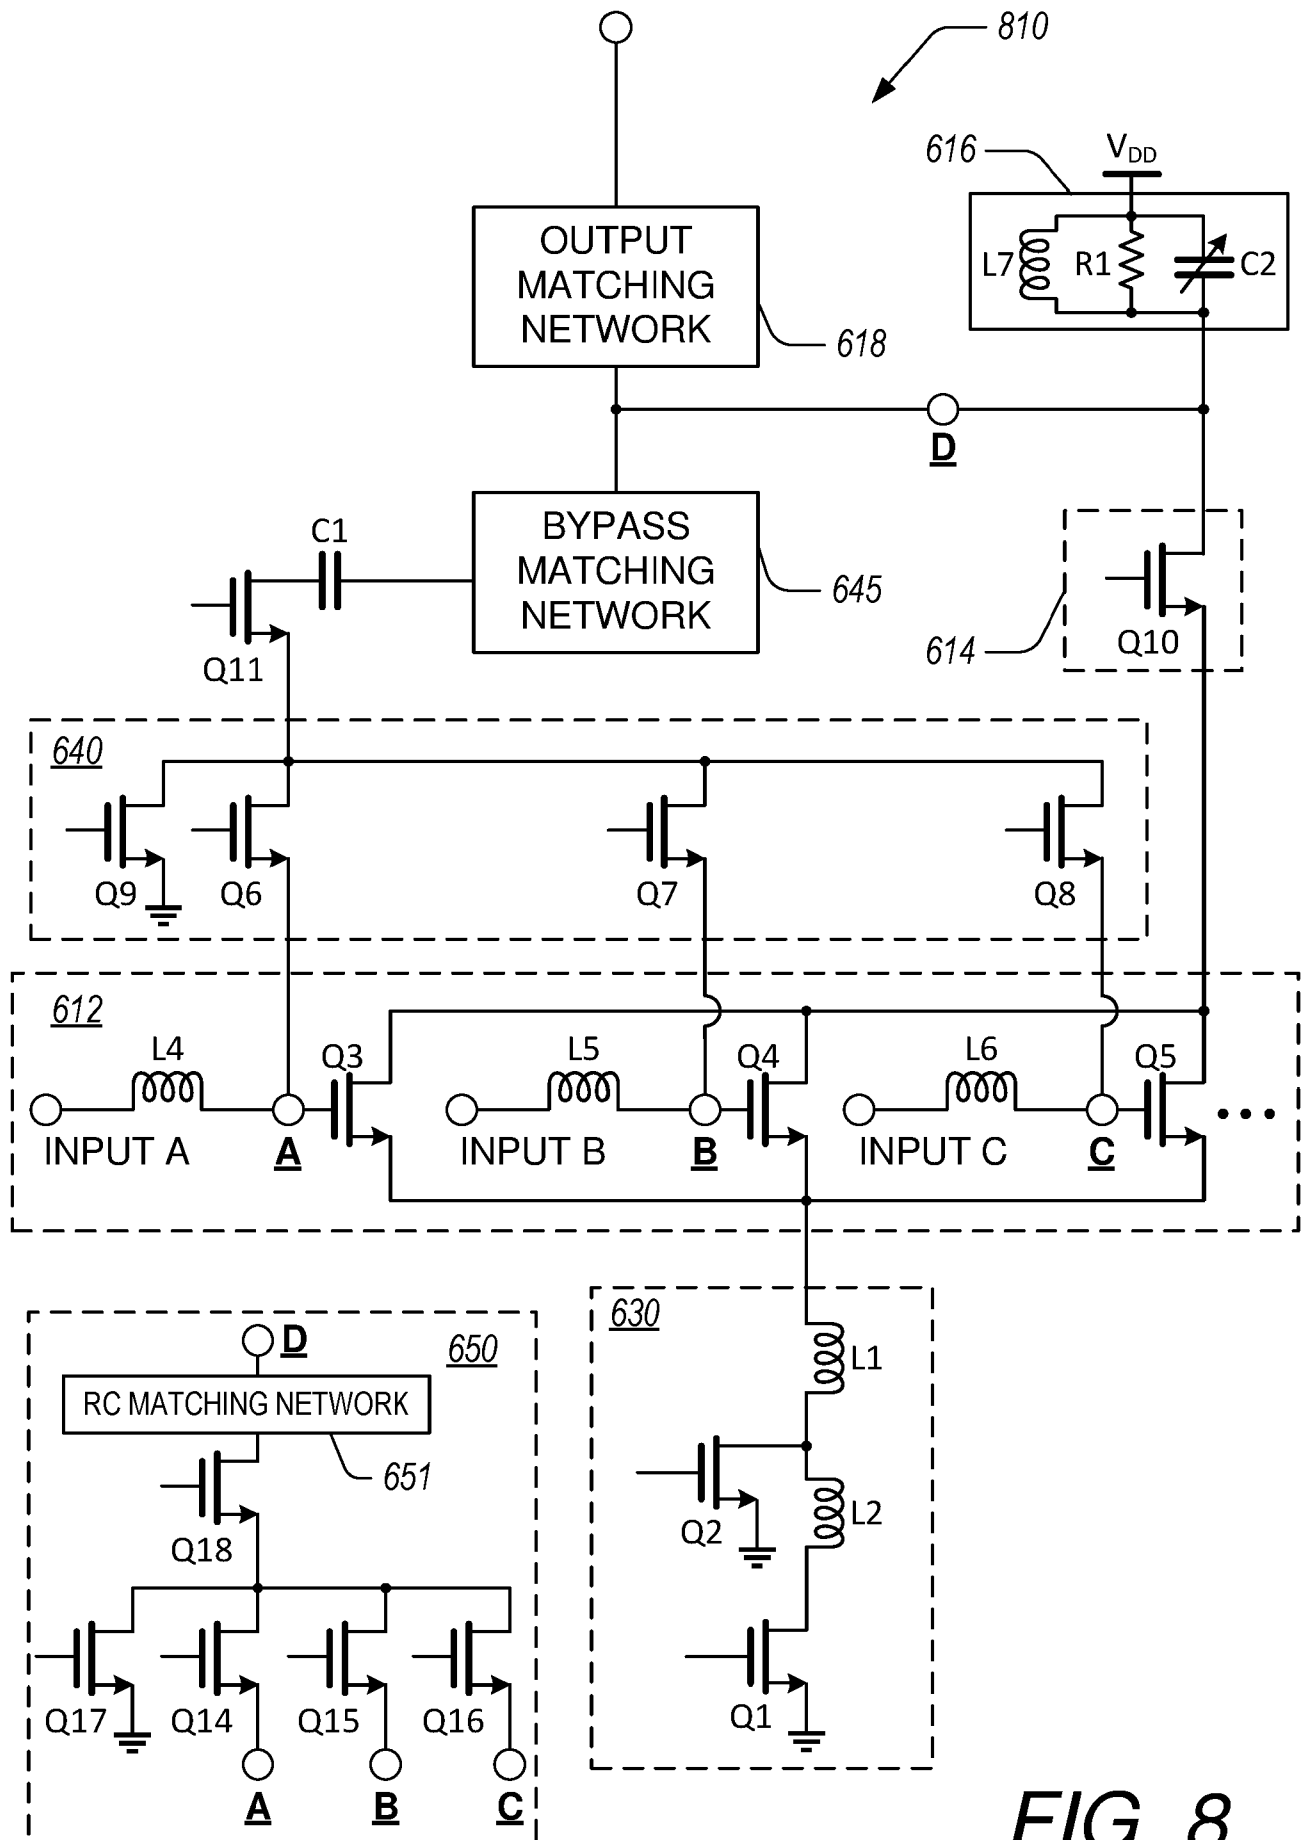 810
616
V_DD
OUTPUT
MATCHING
NETWORK
L7
R1
C2
618
D
C1
BYPASS
MATCHING
NETWORK
645
Q11
614
Q10
640
Q9
Q6
Q7
Q8
612
L4
Q3
L5
Q4
L6
Q5
...
INPUT A
A
INPUT B
B
INPUT C
C
630
L1
Q2
L2
Q1
650
D
RC MATCHING NETWORK
651
Q18
Q17
Q14
Q15
Q16
A
B
C
FIG. 8